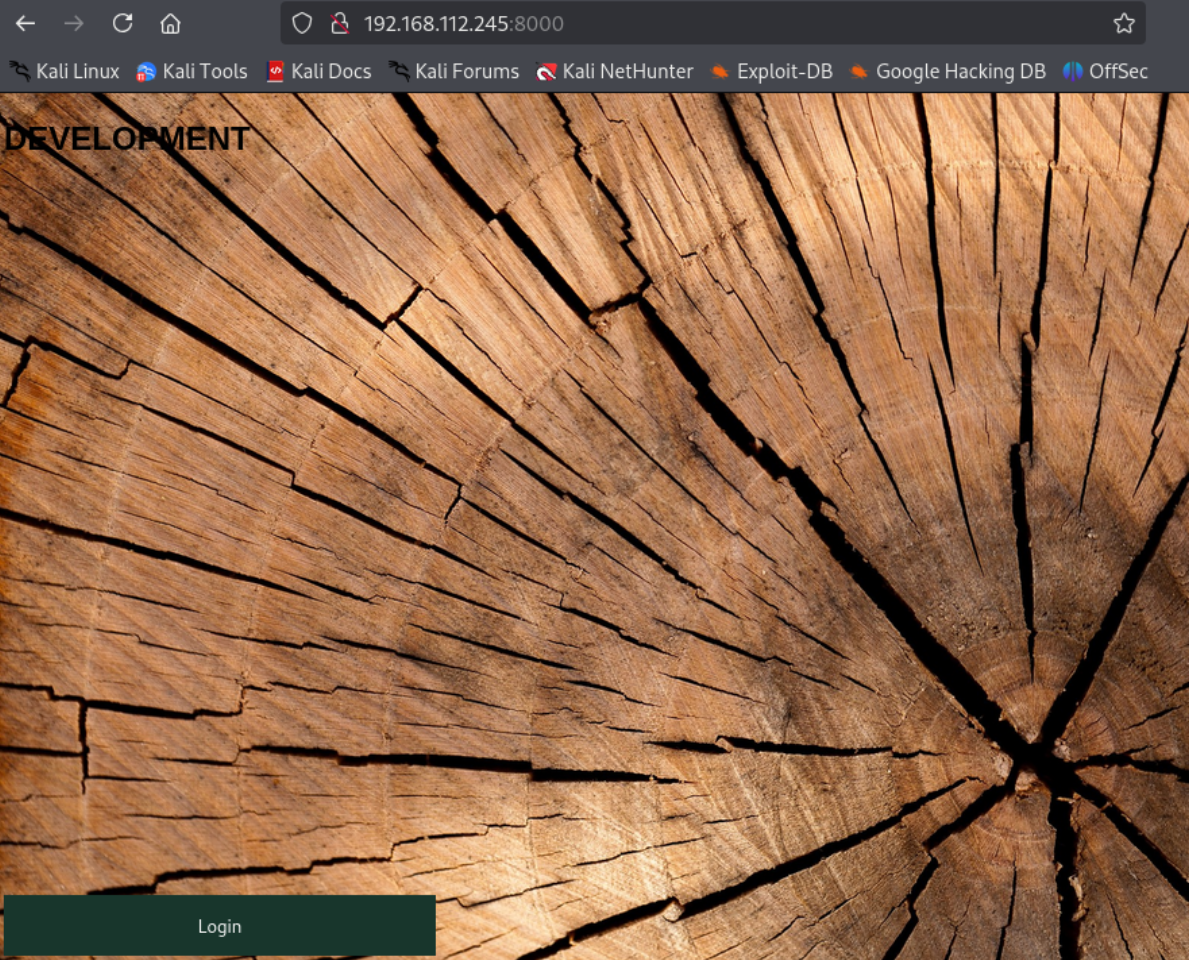 192.168.112.245:8000
Kali Linux Kali Tools Kali Docs Kali Forums Kali NetHunter Exploit-DB Google Hacking DB OffSec
DEVELOPMENT
Login